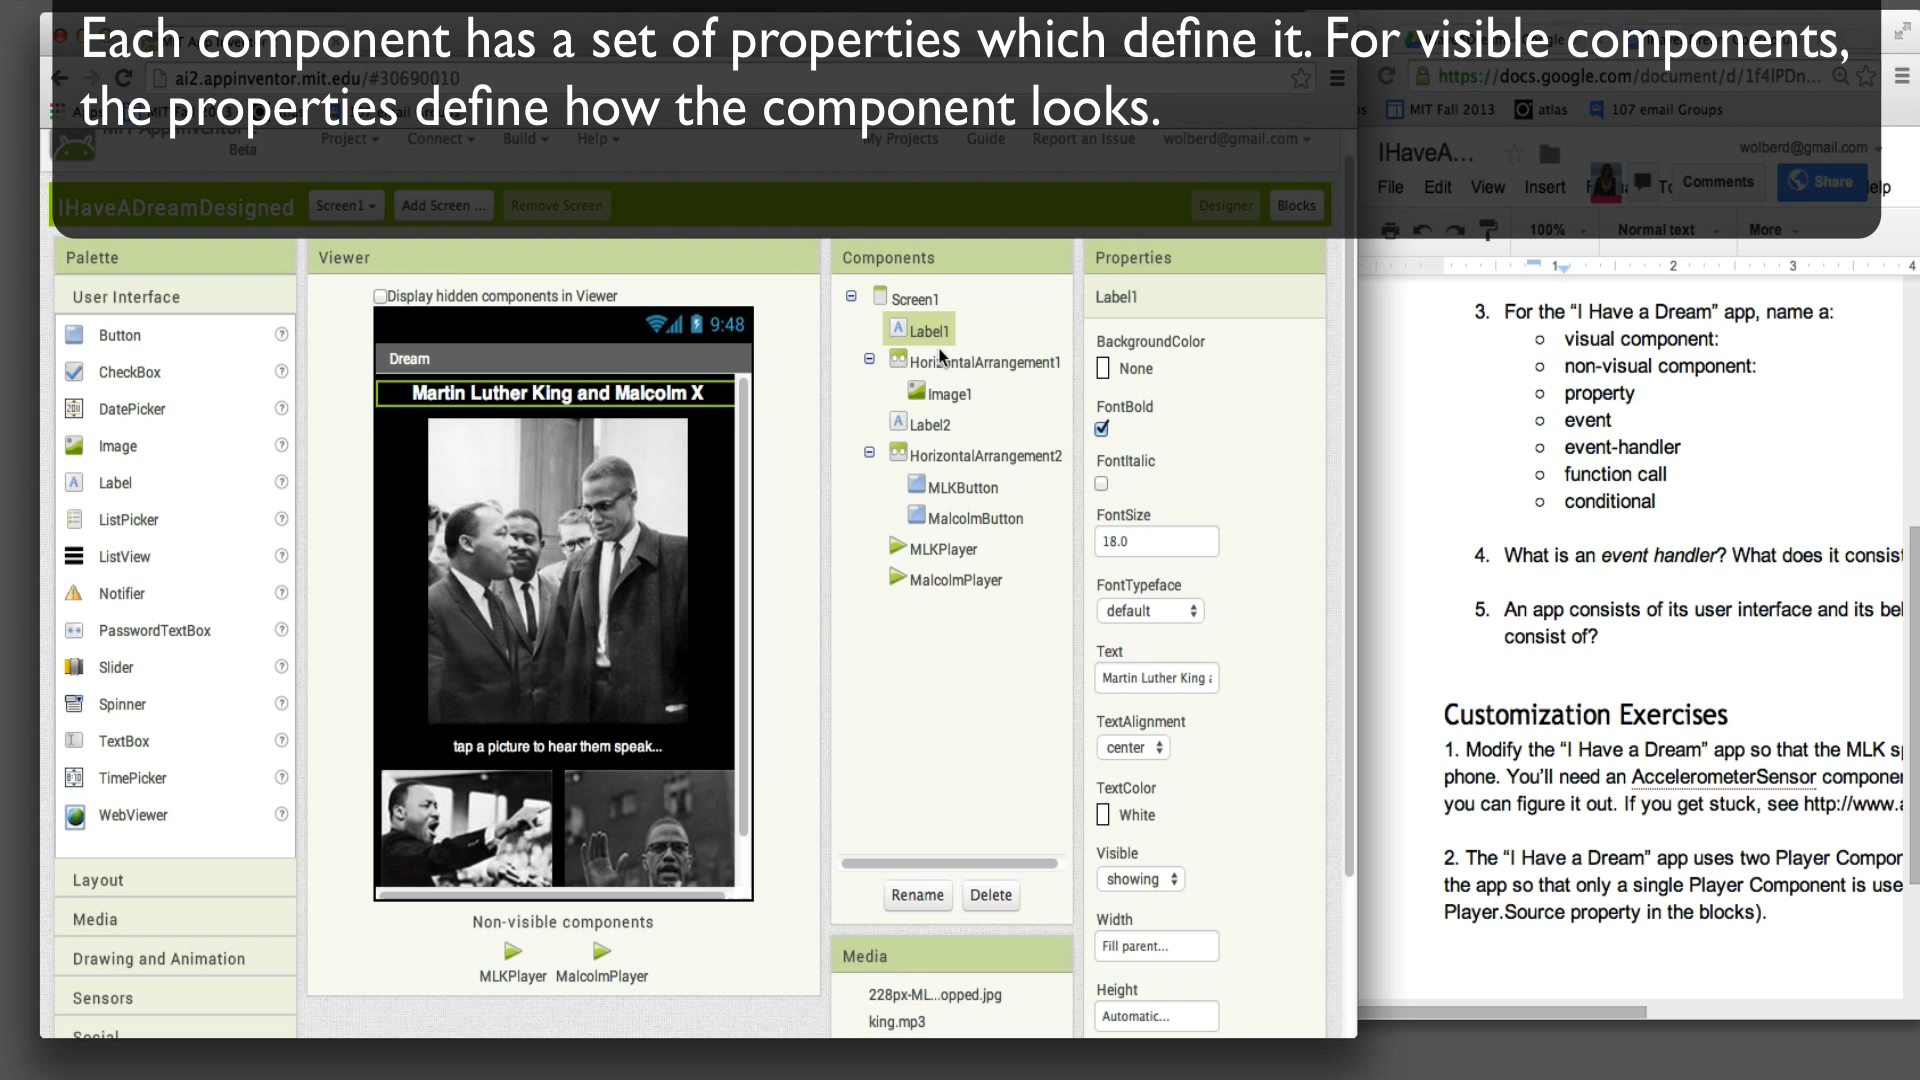 Each component has a set of properties which define it. For visible components,
the properties define how the component looks.
ai2.appinventor.mit.edu/#30690010
https://docs.google.com/document/d/1f4lPDn...
MIT Fall 2013
atlas
107 email Groups
Beta
Project
Connect
Build
Help
My Projects
Guide
Report an Issue
wolberd@gmail.com
IHaveADreamDesigned
Screen1
Add Screen ...
Remove Screen
Designer
Blocks
Palette
User Interface
Button
CheckBox
DatePicker
Image
Label
ListPicker
ListView
Notifier
PasswordTextBox
Slider
Spinner
TextBox
TimePicker
WebViewer
Layout
Media
Drawing and Animation
Sensors
Social
Viewer
Display hidden components in Viewer
9:48
Dream
Martin Luther King and Malcolm X
tap a picture to hear them speak...
Non-visible components
MLKPlayer MalcolmPlayer
Components
Screen1
Label1
HorizontalArrangement1
Image1
Label2
HorizontalArrangement2
MLKButton
MalcolmButton
MLKPlayer
MalcolmPlayer
Rename
Delete
Media
228px-ML...opped.jpg
king.mp3
Properties
Label1
BackgroundColor
None
FontBold
FontItalic
FontSize
18.0
FontTypeface
default
Text
Martin Luther King
TextAlignment
center
TextColor
White
Visible
showing
Width
Fill parent...
Height
Automatic...
IHaveA...
wolberd@gmail.com
File Edit View Insert
Comments
Share
100%
Normal text
More
1 2 3 4
3. For the “I Have a Dream” app, name a:
○ visual component:
○ non-visual component:
○ property
○ event
○ event-handler
○ function call
○ conditional
4. What is an event handler? What does it consist
5. An app consists of its user interface and its
consist of?
Customization Exercises
1. Modify the “I Have a Dream” app so that the MLK
phone. You’ll need an AccelerometerSensor
you can figure it out. If you get stuck, see http://www.
2. The “I Have a Dream” app uses two Player
the app so that only a single Player Component is
Player.Source property in the blocks).